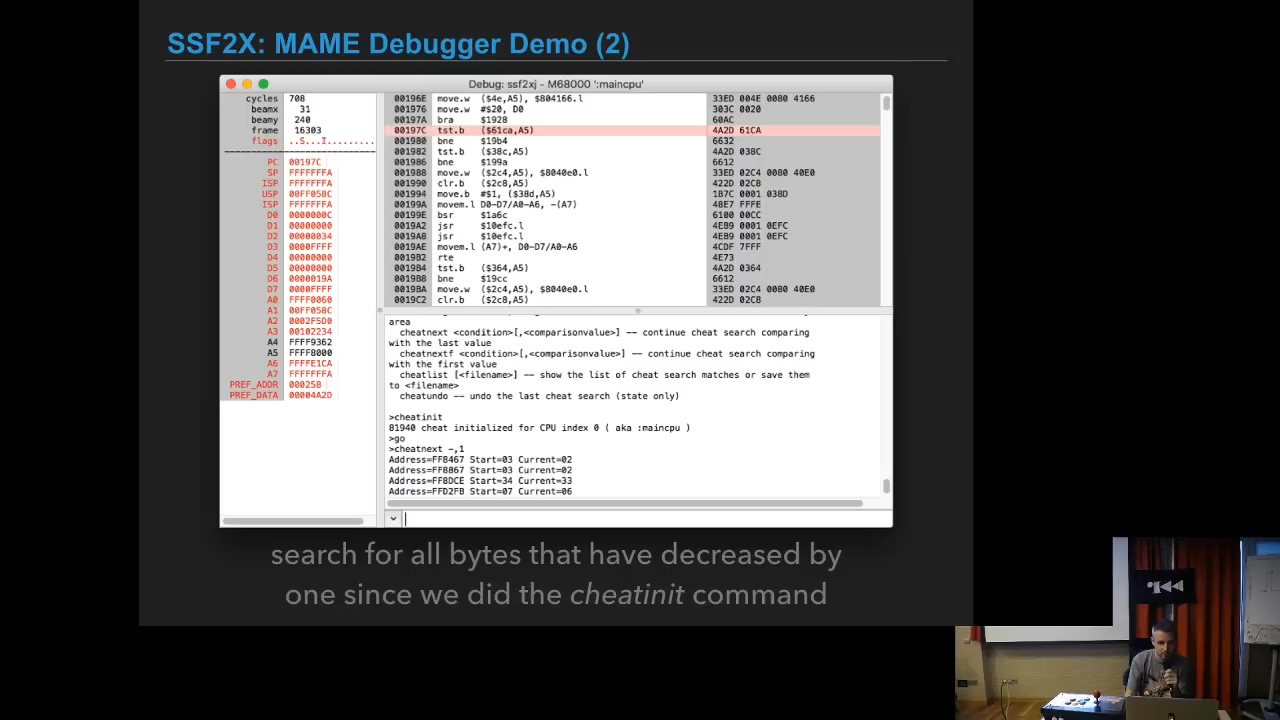 SSF2X: MAME Debugger Demo (2)
Debug: ssf2xj - M68000 ':maincpu'
cycles 708
beamx 31
beamy 240
frame 16303
flags ..S...I.........
PC 00197C
SP FFFFFFFA
ISP FFFFFFFA
USP 00FF058C
ISP FFFFFFFA
D0 0000000C
D1 00000000
D2 00000034
D3 0000FFFF
D4 00000000
D5 00000000
D6 0000019A
D7 0000FFFF
A0 FFFF0060
A1 00FF058C
A2 0002F5D0
A3 00102234
A4 FFFF9362
A5 FFFF8000
A6 FFFFE1CA
A7 FFFFFFFA
PREF_ADDR 000258
PREF_DATA 00004A2D
00196E move.w ($4e,A5), $804166.l 33ED 004E 0080 4166
001976 move.w #$20, D0 303C 0020
00197A bra $1928 60AC
00197C tst.b ($61ca,A5) 4A2D 61CA
001980 bne $19b4 6632
001982 tst.b ($38c,A5) 4A2D 038C
001986 bne $199a 6612
001988 move.w ($2c4,A5), $8040e0.l 33ED 02C4 0080 40E0
001990 clr.b ($2c8,A5) 422D 02C8
001994 move.b #$1, ($38d,A5) 1B7C 0001 038D
00199A movem.l D0-D7/A0-A6, -(A7) 48E7 FFFE
00199E bsr $1a6c 6100 00CC
0019A2 jsr $10efc.l 4EB9 0001 0EFC
0019A8 jsr $10efc.l 4EB9 0001 0EFC
0019AE movem.l (A7)+, D0-D7/A0-A6 4CDF 7FFF
0019B2 rte 4E73
0019B4 tst.b ($364,A5) 4A2D 0364
0019B8 bne $19cc 6612
0019BA move.w ($2c4,A5), $8040e0.l 33ED 02C4 0080 40E0
0019C2 clr.b ($2c8,A5) 422D 02C8
area
cheatnext <condition>[,<comparisonvalue>] -- continue cheat search comparing
with the last value
cheatnextf <condition>[,<comparisonvalue>] -- continue cheat search comparing
with the first value
cheatlist [<filename>] -- show the list of cheat search matches or save them
to <filename>
cheatundo -- undo the last cheat search (state only)
>cheatinit
81940 cheat initialized for CPU index 0 ( aka :maincpu )
>go
>cheatnext -,1
Address=FF8467 Start=03 Current=02
Address=FF8867 Start=03 Current=02
Address=FF8DCE Start=34 Current=33
Address=FFD2FB Start=07 Current=06
search for all bytes that have decreased by
one since we did the cheatinit command